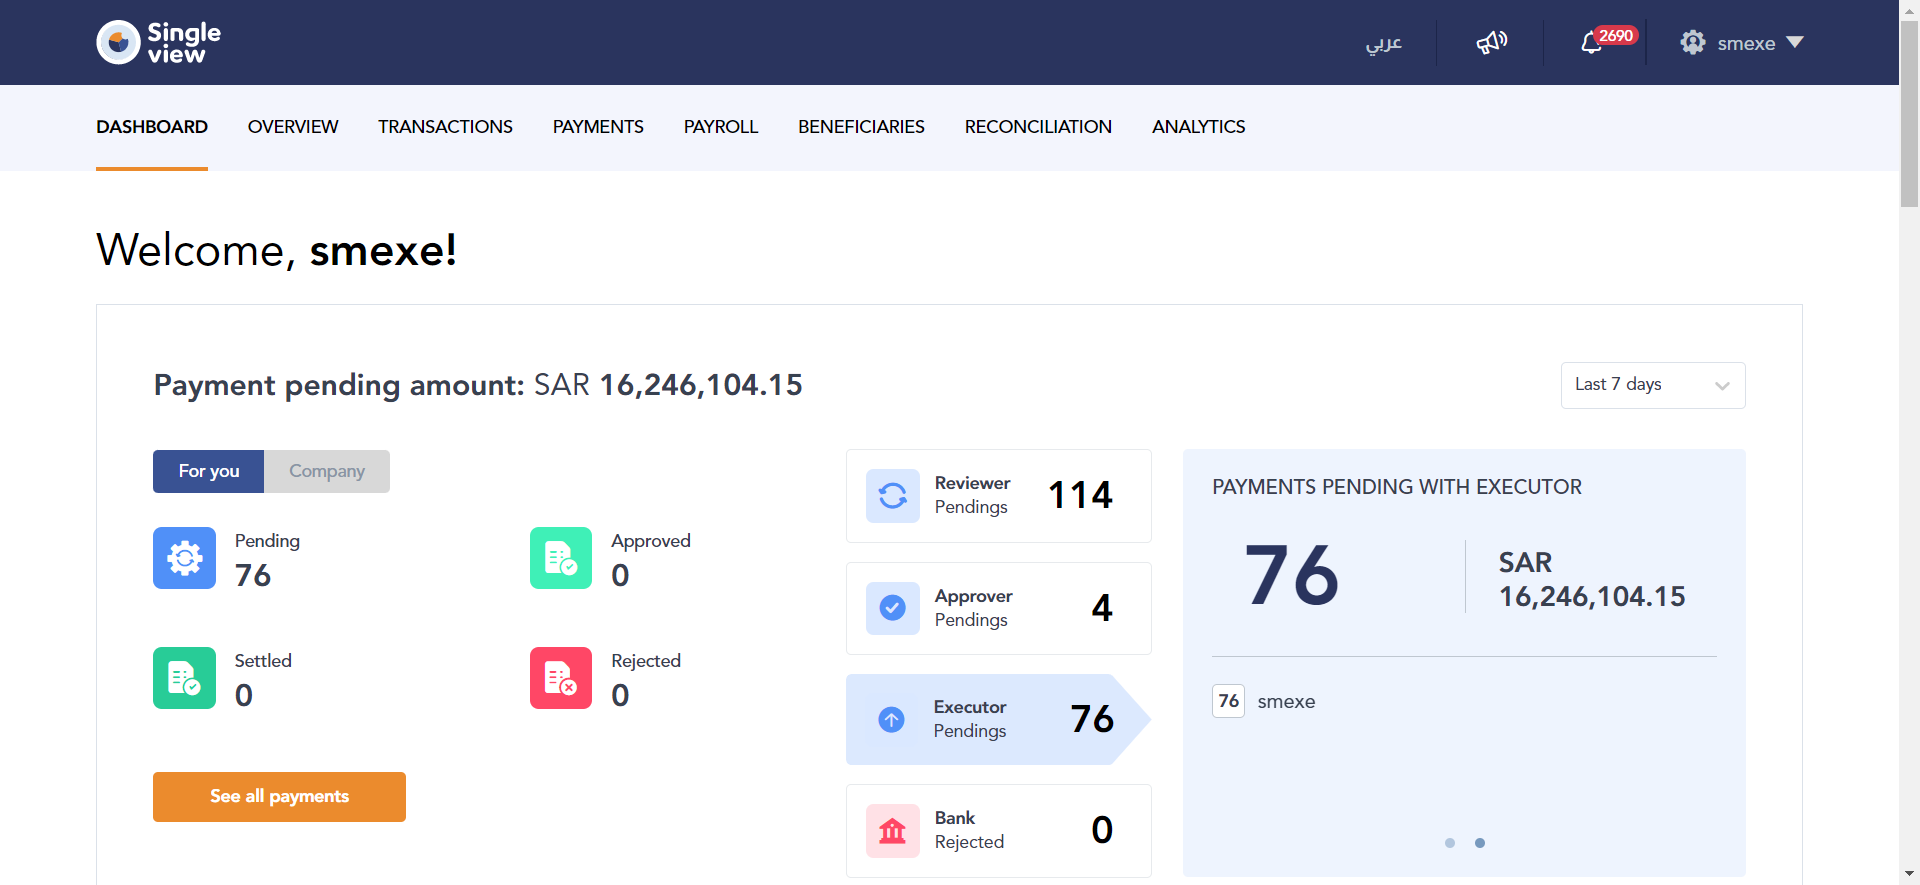 Single
view
عربي
2690
smexe
DASHBOARD
OVERVIEW
TRANSACTIONS
PAYMENTS
PAYROLL
BENEFICIARIES
RECONCILIATION
ANALYTICS
Welcome, smexe!
Payment pending amount: SAR 16,246,104.15
Last 7 days
For you
Company
Pending
76
Approved
0
Settled
0
Rejected
0
See all payments
Reviewer
Pendings
114
Approver
Pendings
4
Executor
Pendings
76
Bank
Rejected
0
PAYMENTS PENDING WITH EXECUTOR
76
SAR
16,246,104.15
76 smexe